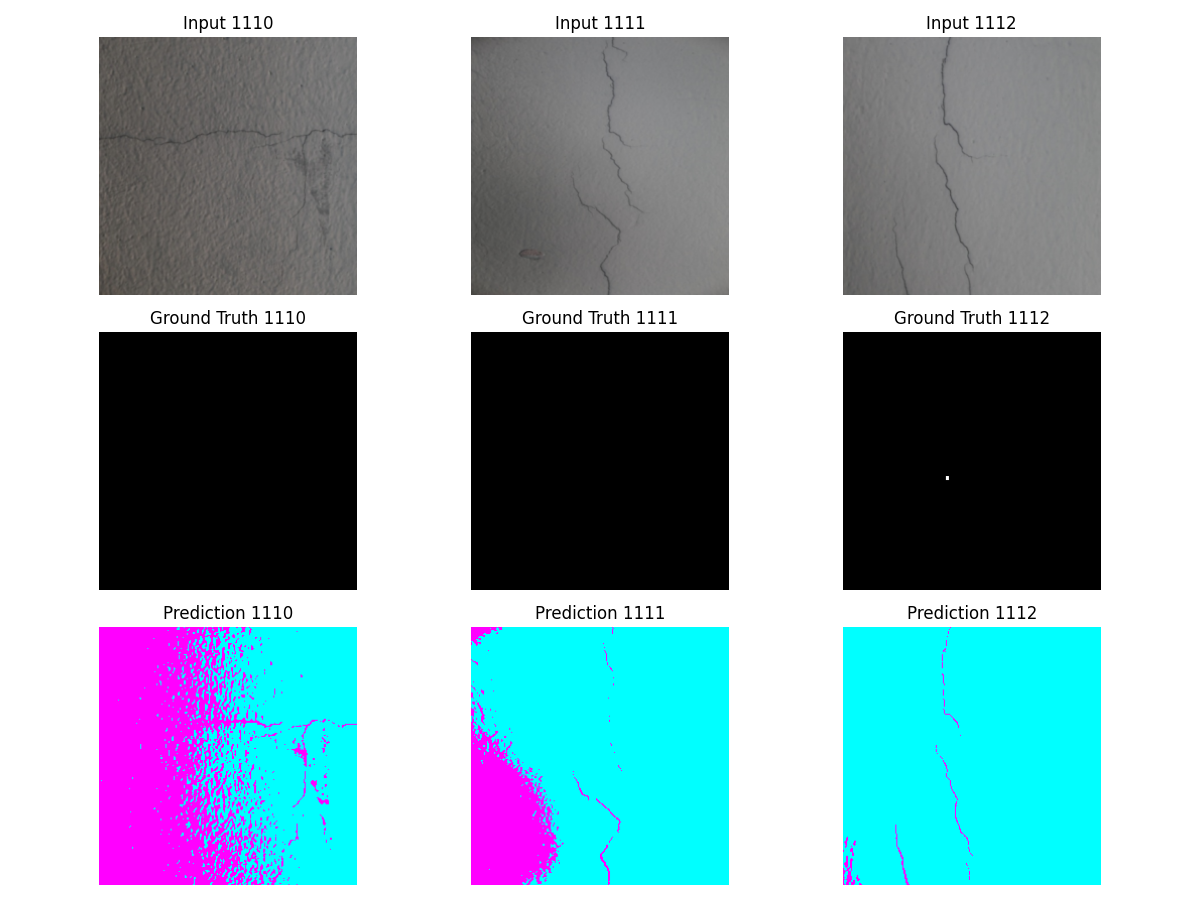 Input 1110
Input 1111
Input 1112
Ground Truth 1110
Ground Truth 1111
Ground Truth 1112
Prediction 1110
Prediction 1111
Prediction 1112